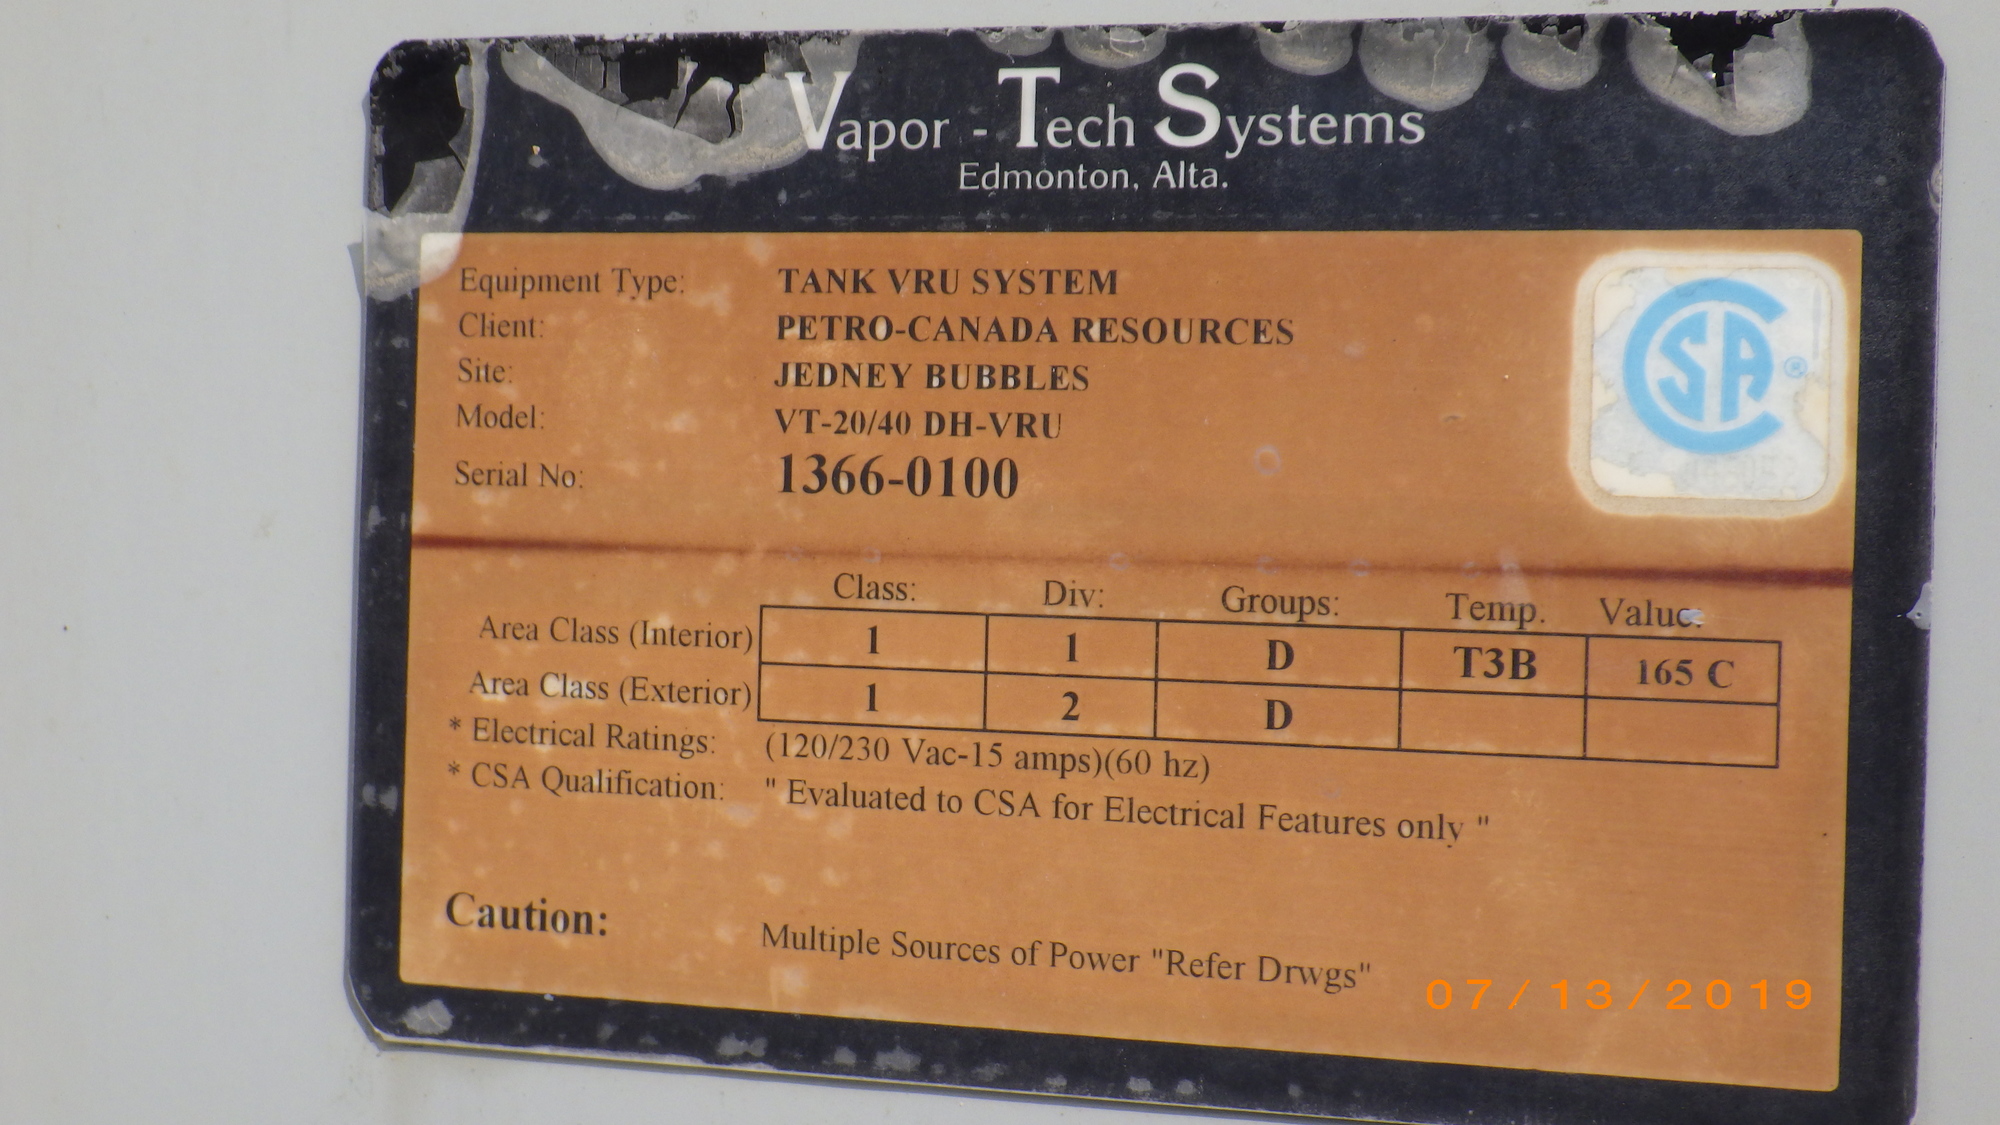 Vapor - Tech Systems
Edmonton, Alta.
Equipment Type: TANK VRU SYSTEM
Client: PETRO-CANADA RESOURCES
Site: JEDNEY BUBBLES
Model: VT-20/40 DH-VRU
Serial No: 1366-0100
CSA ®
Class: Div: Groups: Temp. Value:
Area Class (Interior) 1 1 D T3B 165 C
Area Class (Exterior) 1 2 D
* Electrical Ratings: (120/230 Vac-15 amps)(60 hz)
* CSA Qualification: " Evaluated to CSA for Electrical Features only "
Caution: Multiple Sources of Power "Refer Drwgs"
07/13/2019